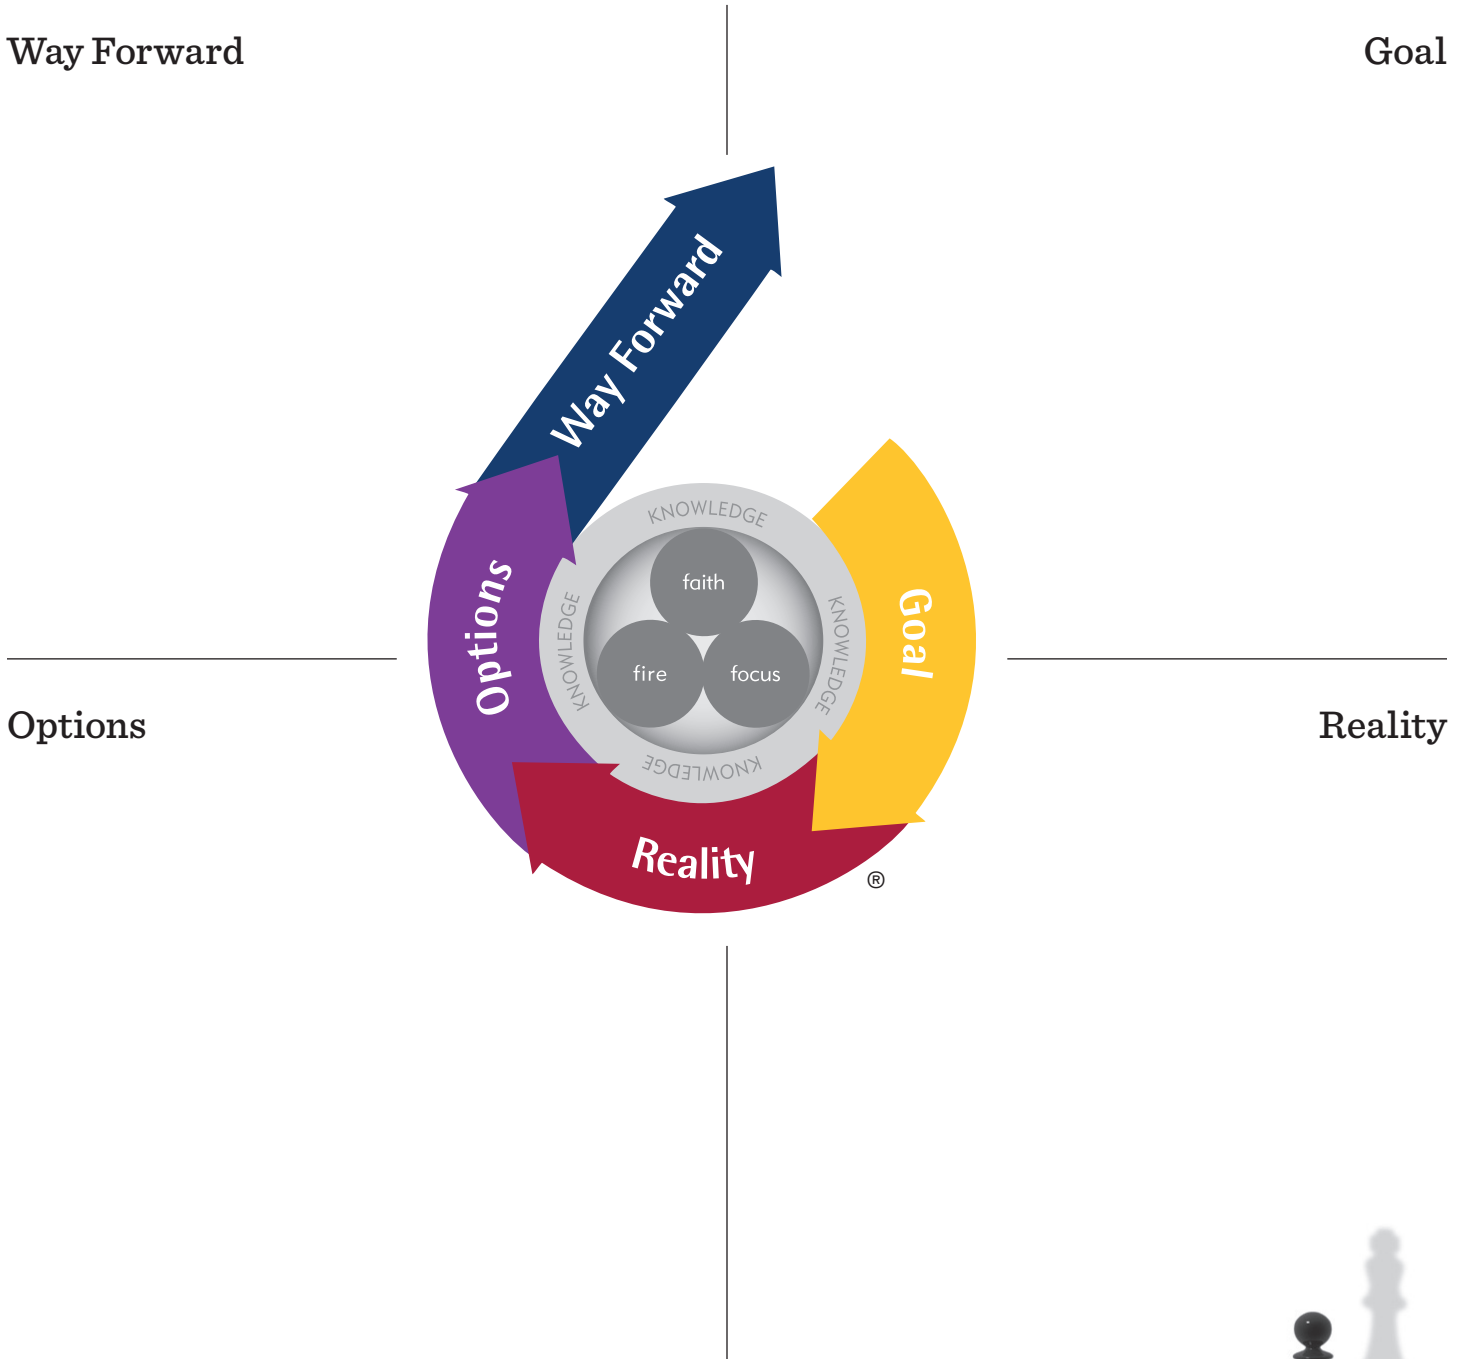 Way Forward
Goal
Way Forward
KNOWLEDGE
faith
Options
KNOWLEDGE
KNOWLEDGE
Goal
fire
focus
Options
Reality
KNOWLEDGE
Reality
®